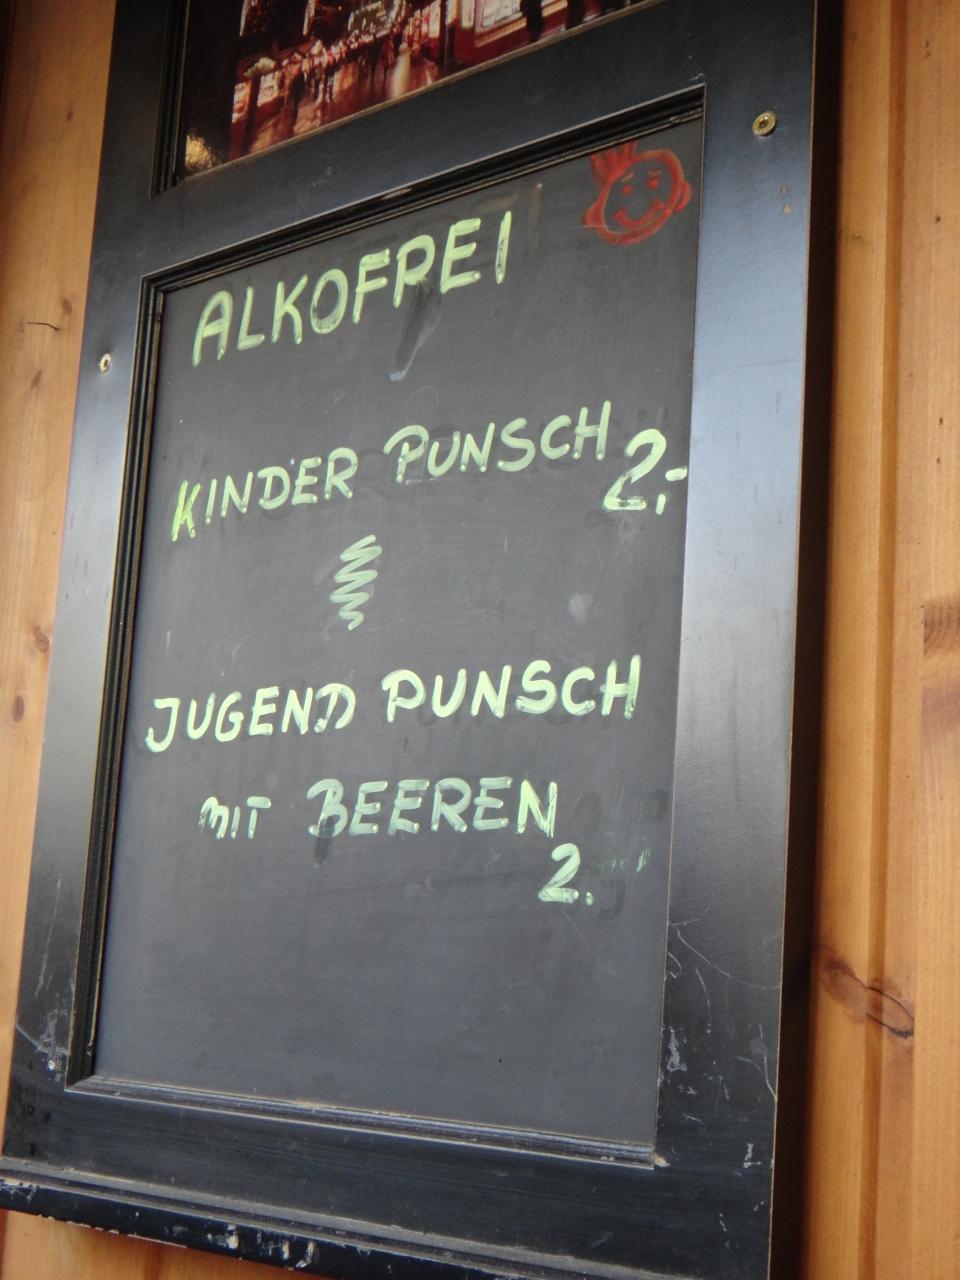 ALKOFREI
KINDER PUNSCH 2,-
JUGEND PUNSCH
MIT BEEREN
2.